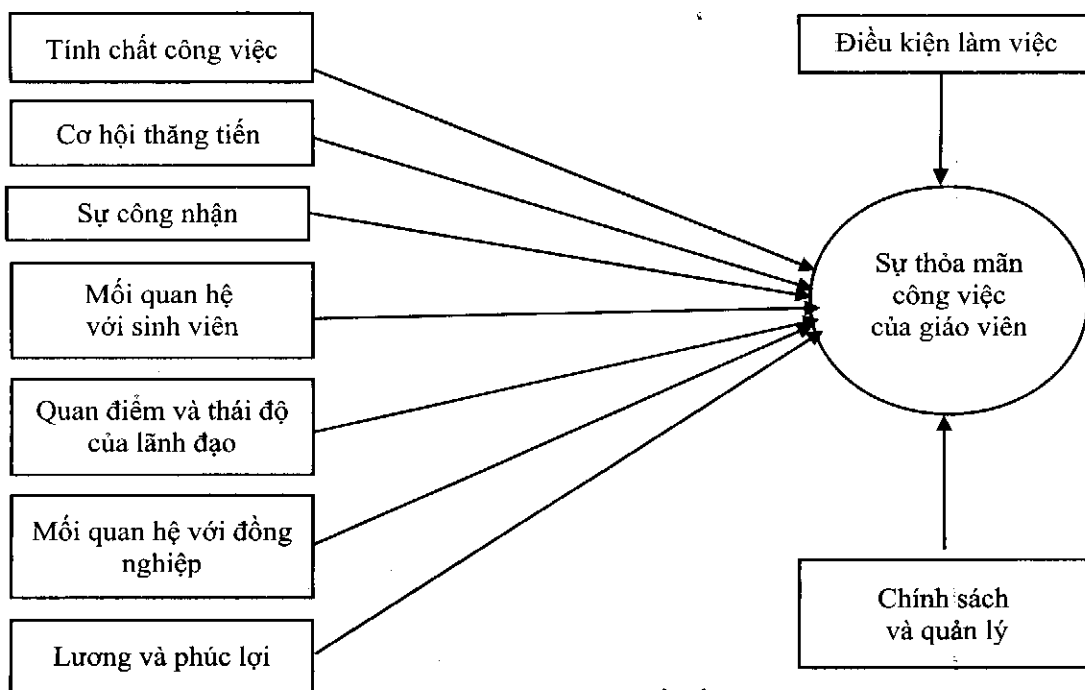 Tính chất công việc
Cơ hội thăng tiến
Sự công nhận
Mối quan hệ
với sinh viên
Quan điểm và thái độ
của lãnh đạo
Mối quan hệ với đồng
nghiệp
Lương và phúc lợi
Điều kiện làm việc
Sự thỏa mãn
công việc
của giáo viên
Chính sách
và quản lý